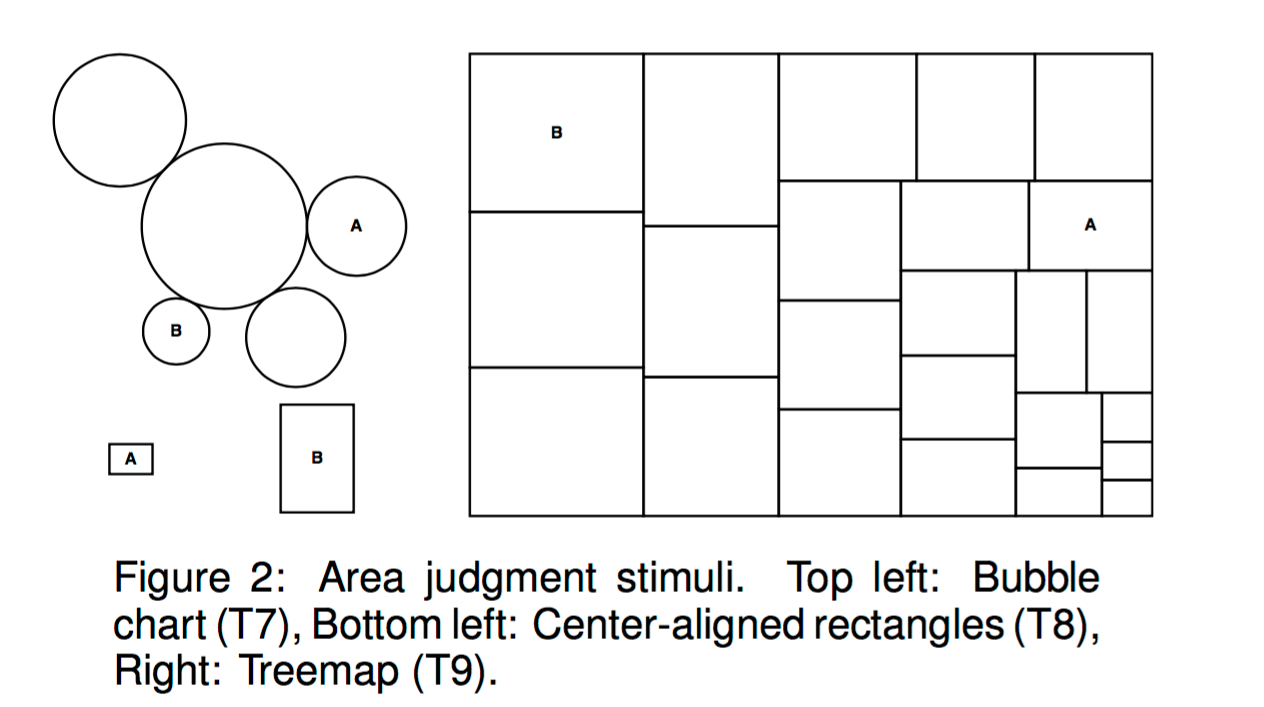 B
A
A
B
A
B
Figure 2: Area judgment stimuli. Top left: Bubble
chart (T7), Bottom left: Center-aligned rectangles (T8),
Right: Treemap (T9).